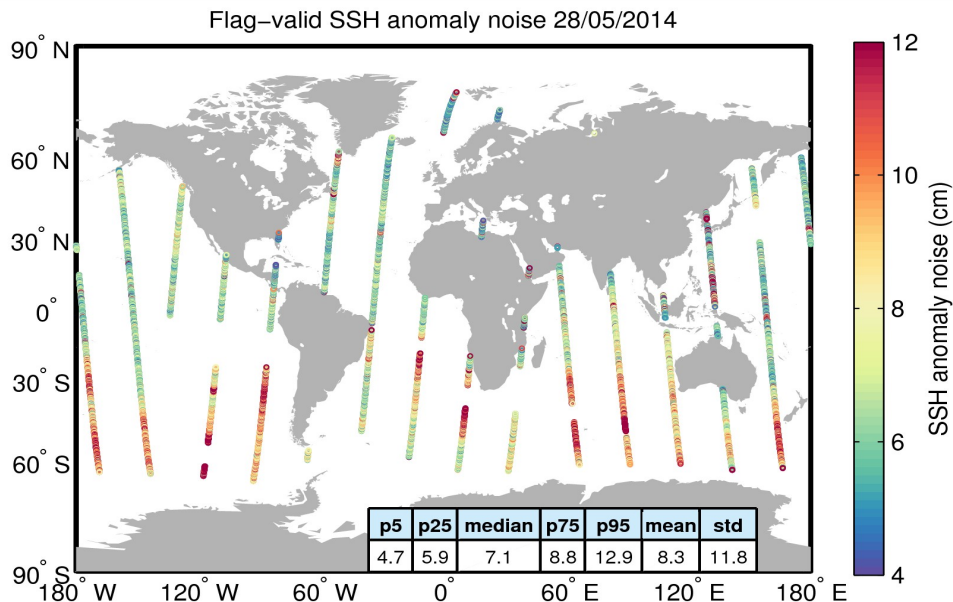 Flag−valid SSH anomaly noise 28/05/2014
90° N
60° N
30° N
0°
30° S
60° S
90° S
180° W
120° W
60° W
0°
60° E
120° E
180° E
p5 p25 median p75 p95 mean std
4.7 5.9 7.1 8.8 12.9 8.3 11.8
12
10
8
6
4
SSH anomaly noise (cm)